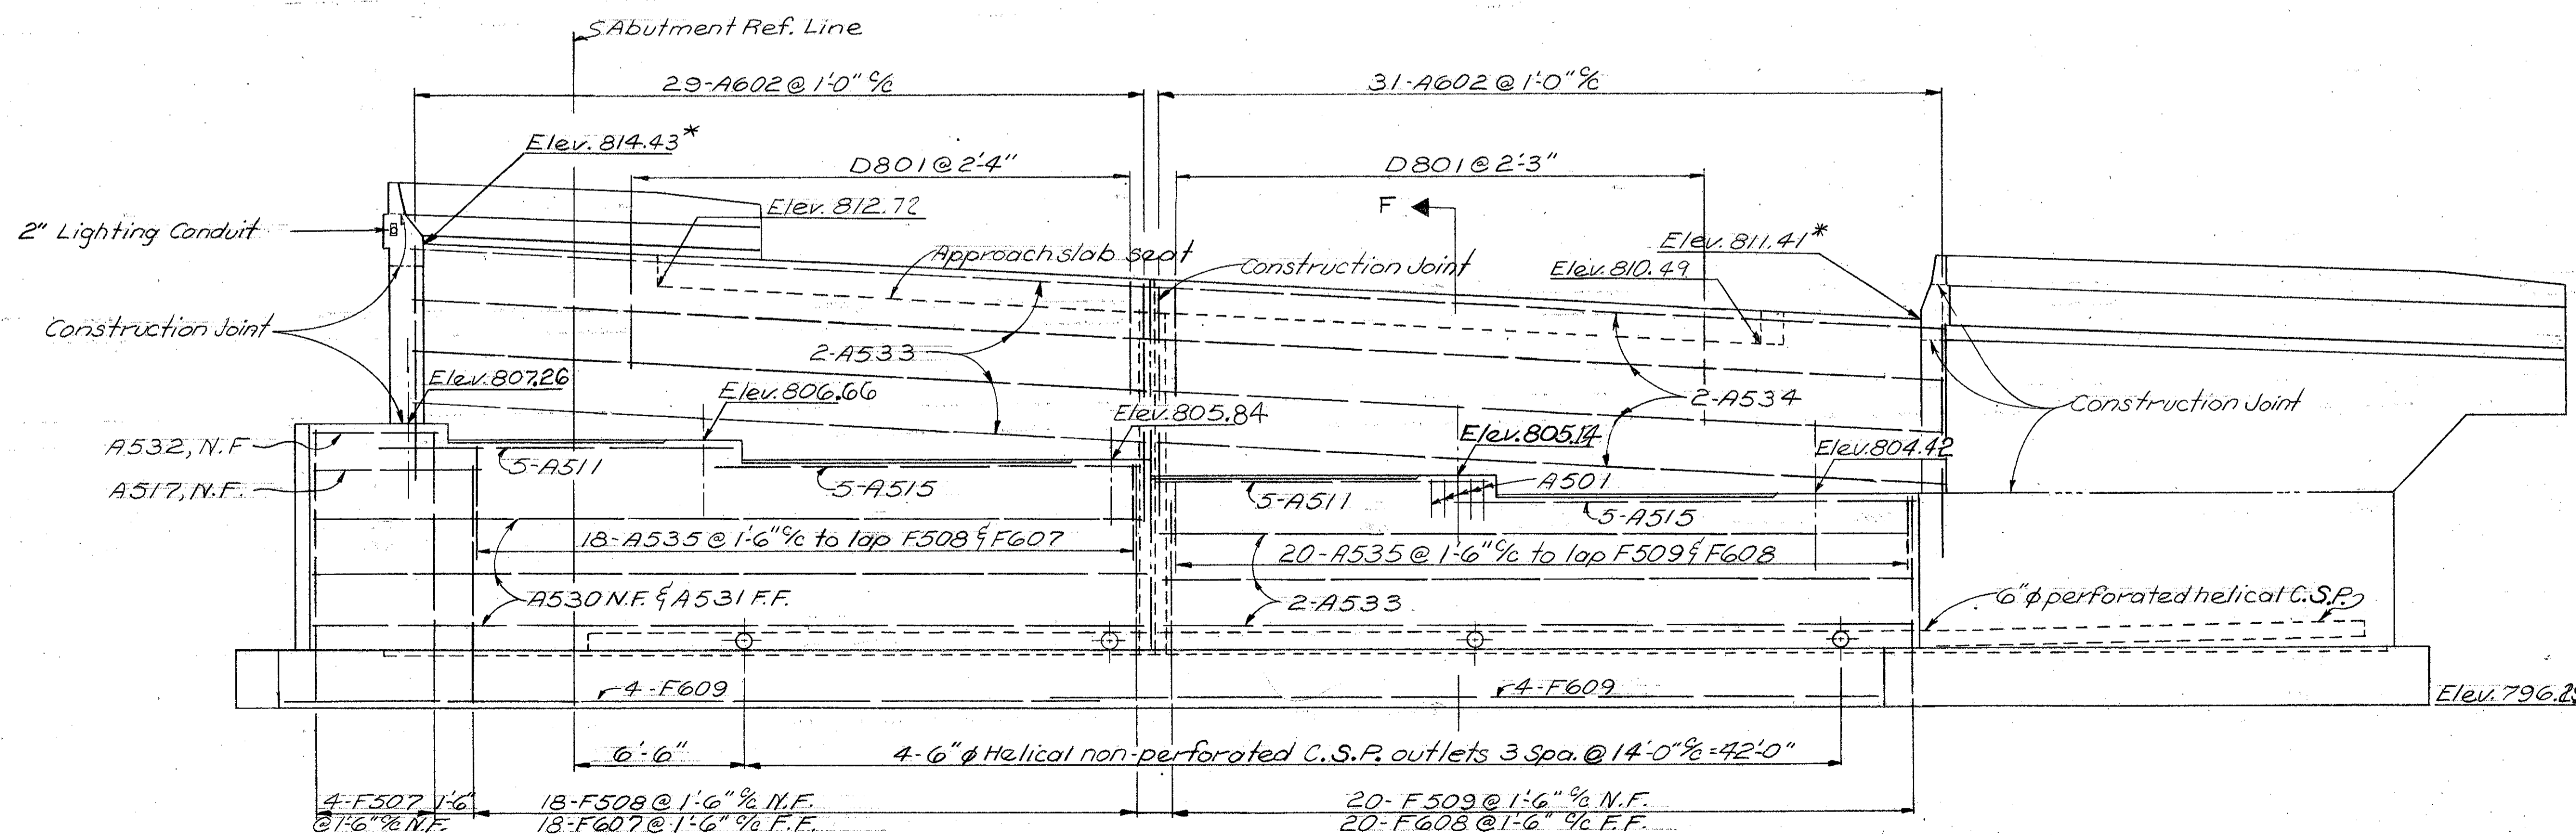 S Abutment Ref. Line
29-A602 @ 1'-0" c/c
31-A602 @ 1'-0" c/c
Elev. 814.43*
D801 @ 2'-4"
D801 @ 2'-3"
Elev. 812.72
F
2" Lighting Conduit
Elev. 811.41*
Approach slab seat
Construction Joint
Elev. 810.49
Construction Joint
2-A533
Elev. 807.26
Elev. 806.66
2-A534
Construction Joint
Elev. 805.84
A532, N.F
Elev. 805.14
Elev. 804.42
5-A511
A517, N.F.
5-A515
5-A511
A501
5-A515
18-A535 @ 1'-6" c/c to lap F508 & F607
20-A535 @ 1'-6" c/c to lap F509 & F608
A530 N.F. & A531 F.F.
2-A533
6" ϕ perforated helical C.S.P.
4-F609
4-F609
Elev. 796.
6'-6"
4-6" ϕ Helical non-perforated C.S.P. outlets 3 Spa. @ 14'-0" c/c = 42'-0"
4-F507 1'-6"
@ 1'-6" c/c N.F.
18-F508 @ 1'-6" c/c N.F.
18-F607 @ 1'-6" c/c F.F.
20-F509 @ 1'-6" c/c N.F.
20-F608 @ 1'-6" c/c F.F.